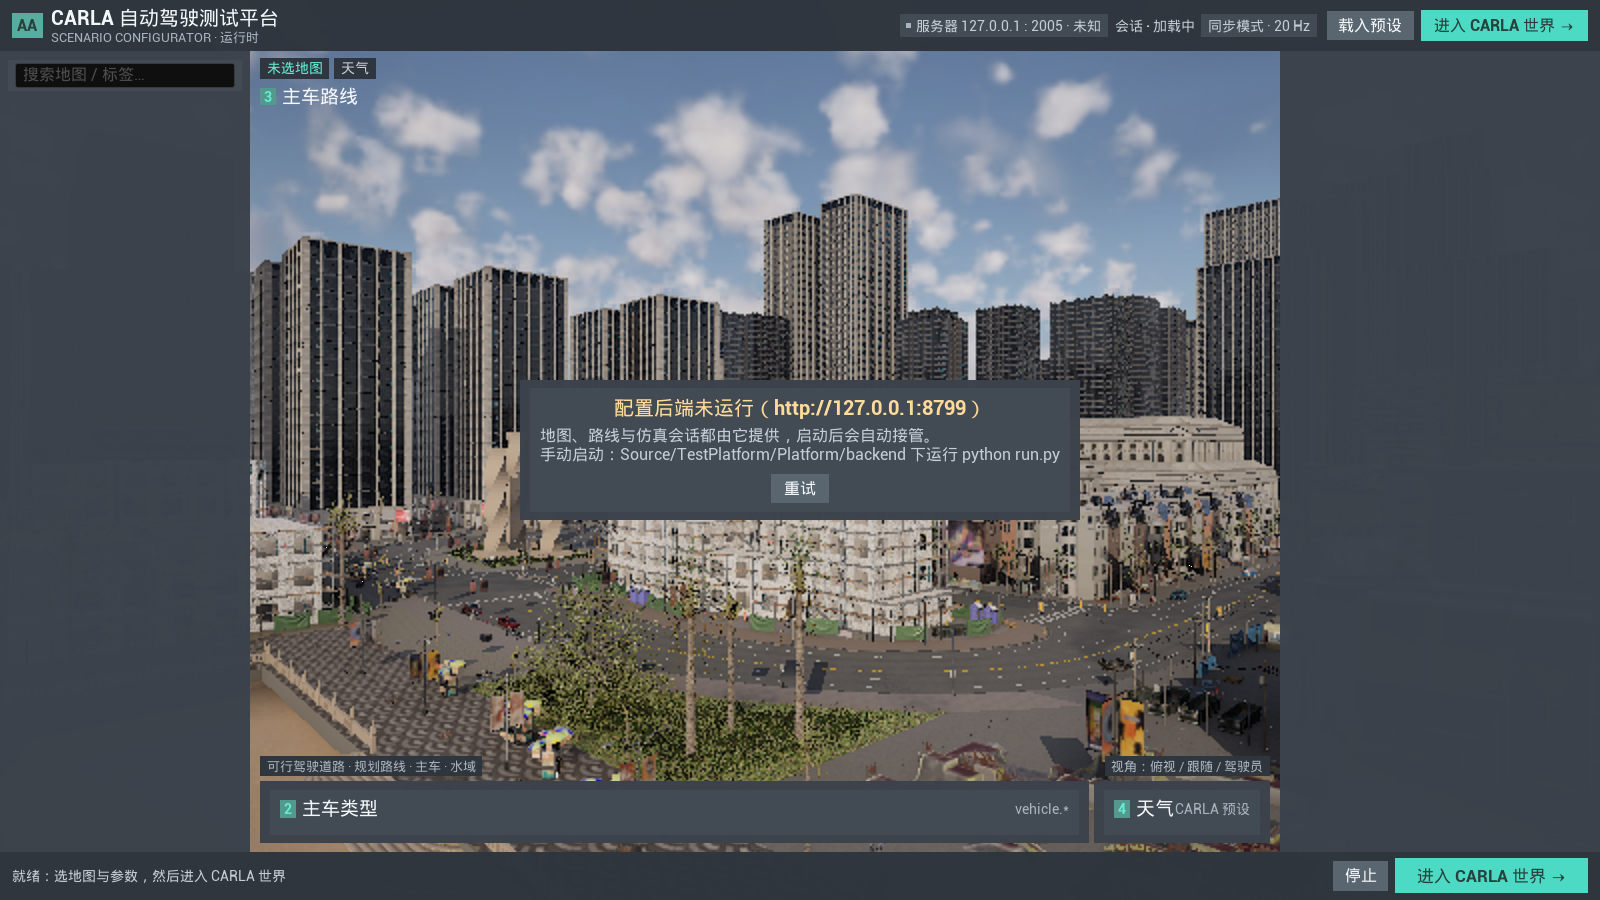 AA
CARLA 自动驾驶测试平台
SCENARIO CONFIGURATOR · 运行时
服务器 127.0.0.1 : 2005 · 未知
会话 · 加载中
同步模式 · 20 Hz
载入预设
进入 CARLA 世界 →
搜索地图 / 标签...
未选地图
天气
3 主车路线
配置后端未运行（http://127.0.0.1:8799）
地图、路线与仿真会话都由它提供，启动后会自动接管。
手动启动：Source/TestPlatform/Platform/backend 下运行 python run.py
重试
可行驾驶道路 · 规划路线 · 主车 · 水域
视角：俯视 / 跟随 / 驾驶员
2 主车类型
vehicle.*
4 天气
CARLA 预设
就绪：选地图与参数，然后进入 CARLA 世界
停止
进入 CARLA 世界 →